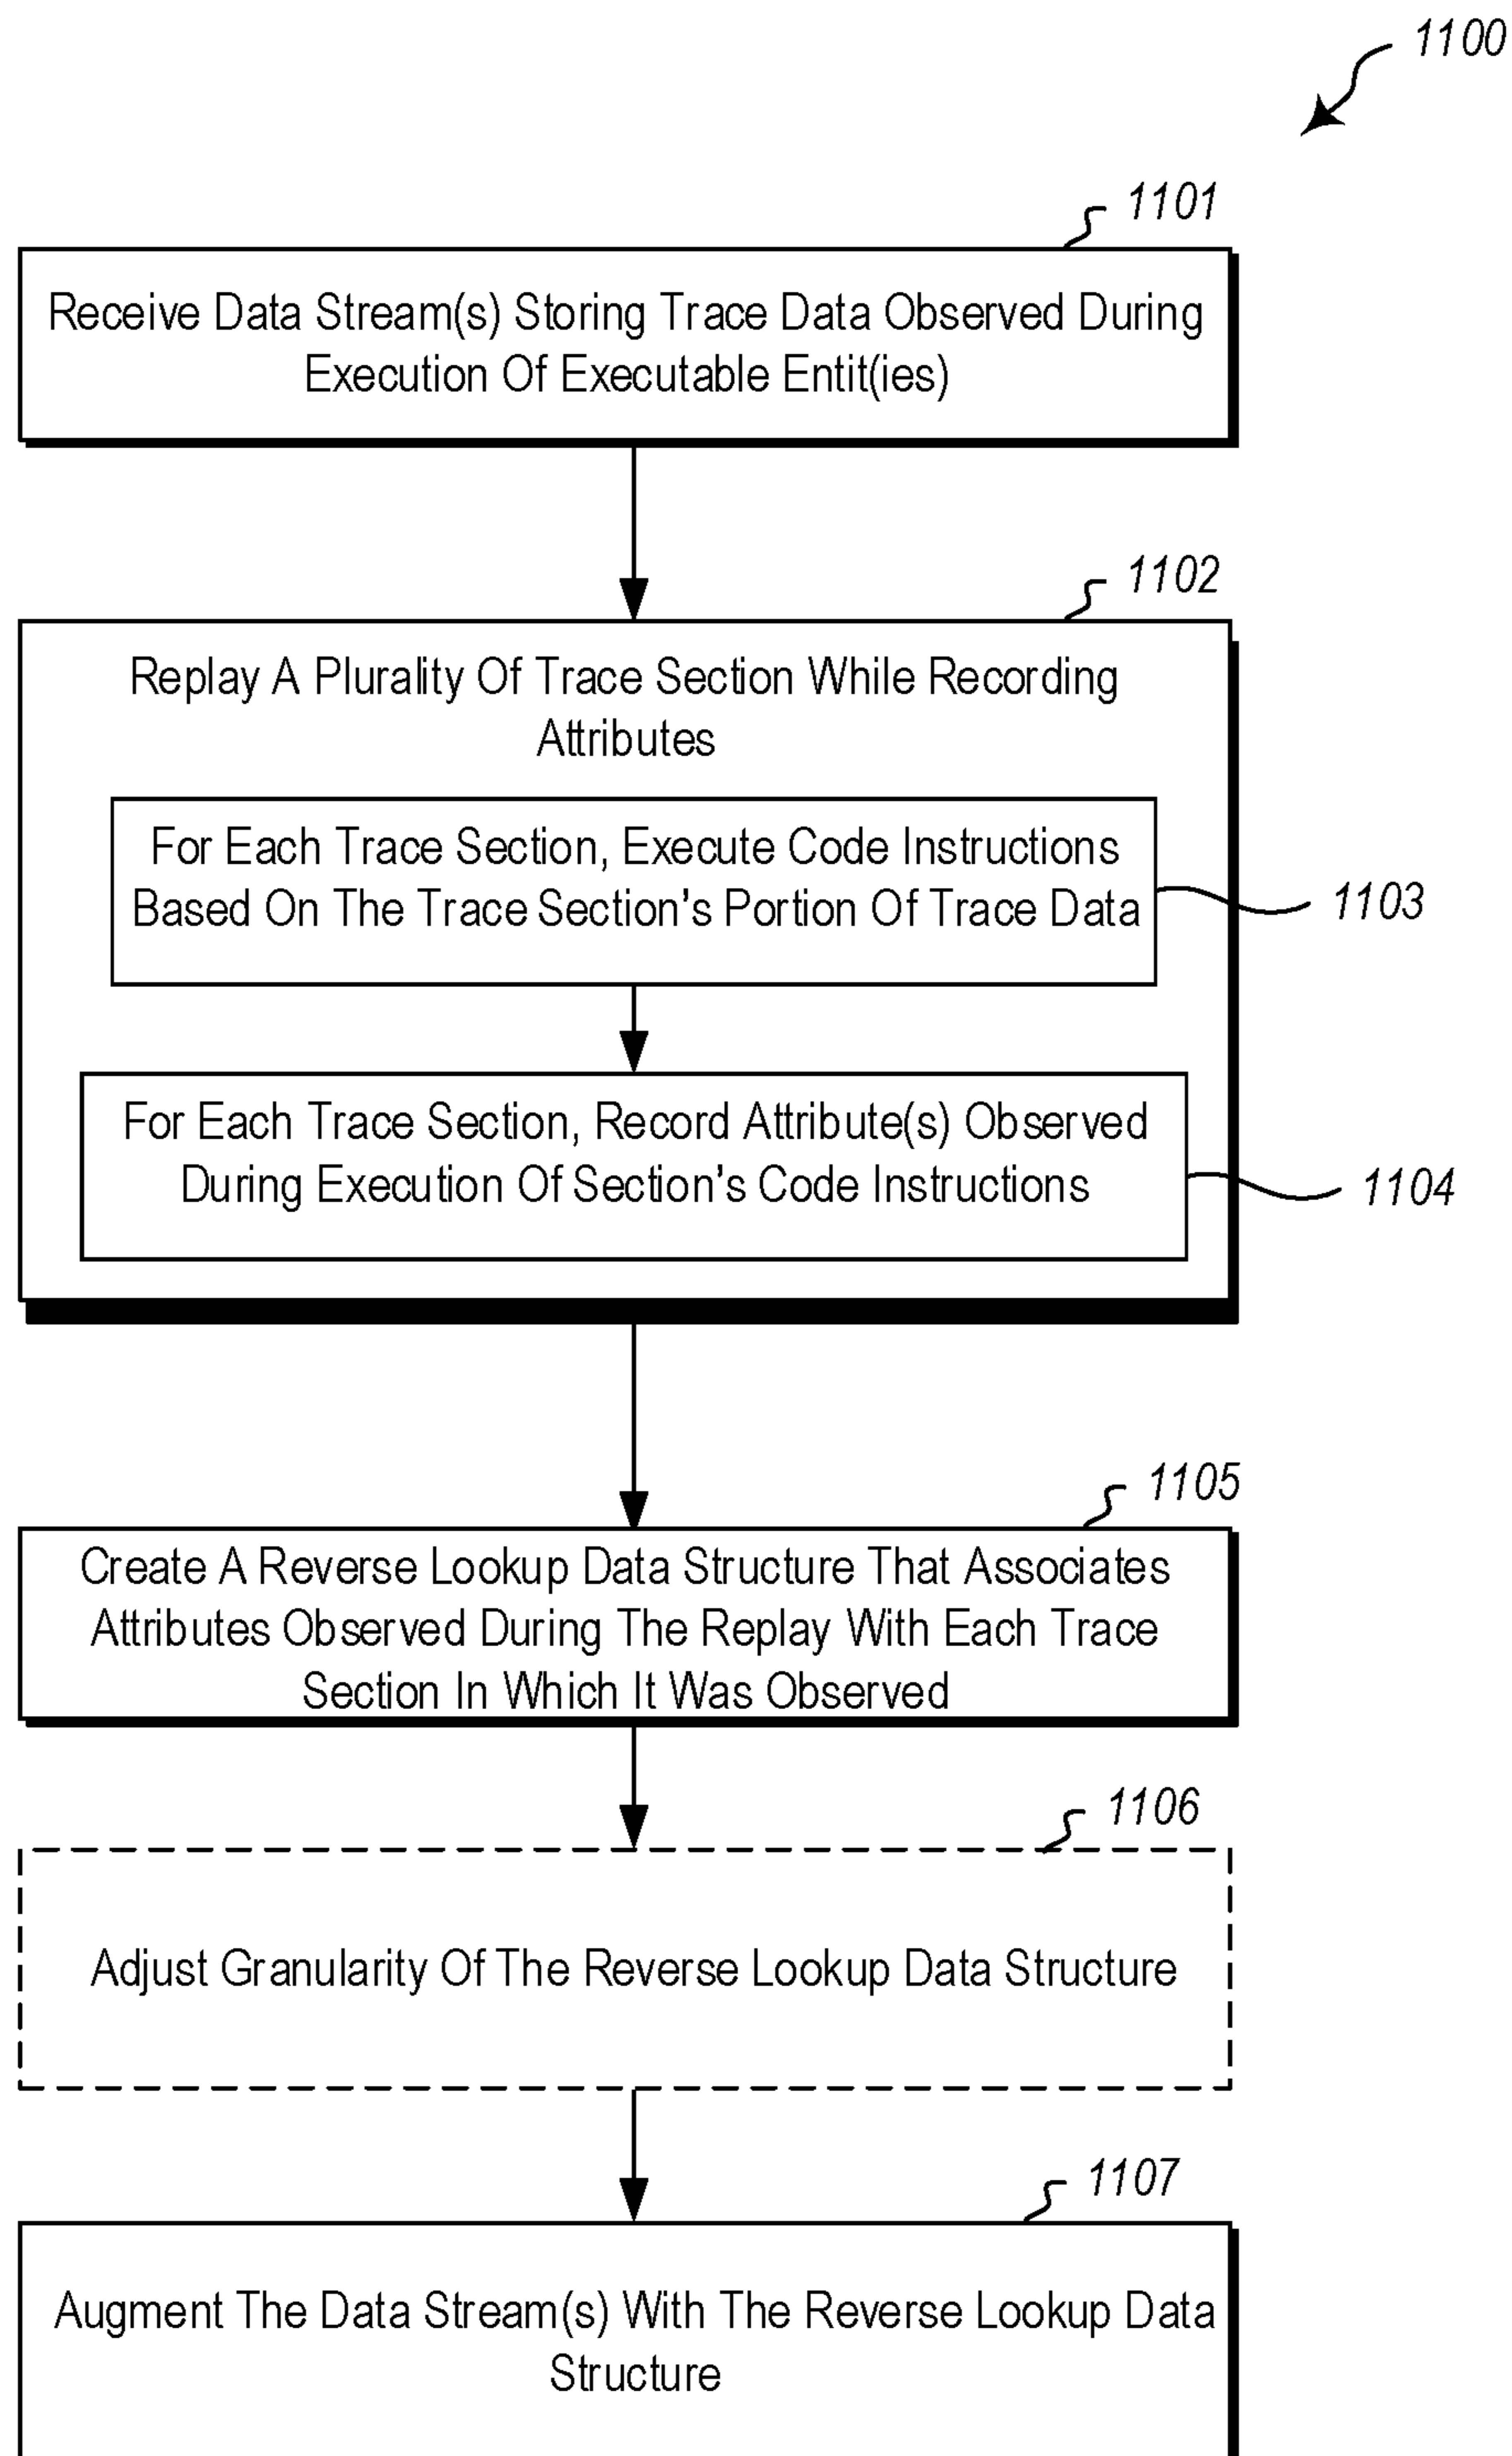 1100
1101
Receive Data Stream(s) Storing Trace Data Observed During
Execution Of Executable Entit(ies)
1102
Replay A Plurality Of Trace Section While Recording
Attributes
For Each Trace Section, Execute Code Instructions
Based On The Trace Section's Portion Of Trace Data
1103
For Each Trace Section, Record Attribute(s) Observed
During Execution Of Section's Code Instructions
1104
1105
Create A Reverse Lookup Data Structure That Associates
Attributes Observed During The Replay With Each Trace
Section In Which It Was Observed
1106
Adjust Granularity Of The Reverse Lookup Data Structure
1107
Augment The Data Stream(s) With The Reverse Lookup Data
Structure